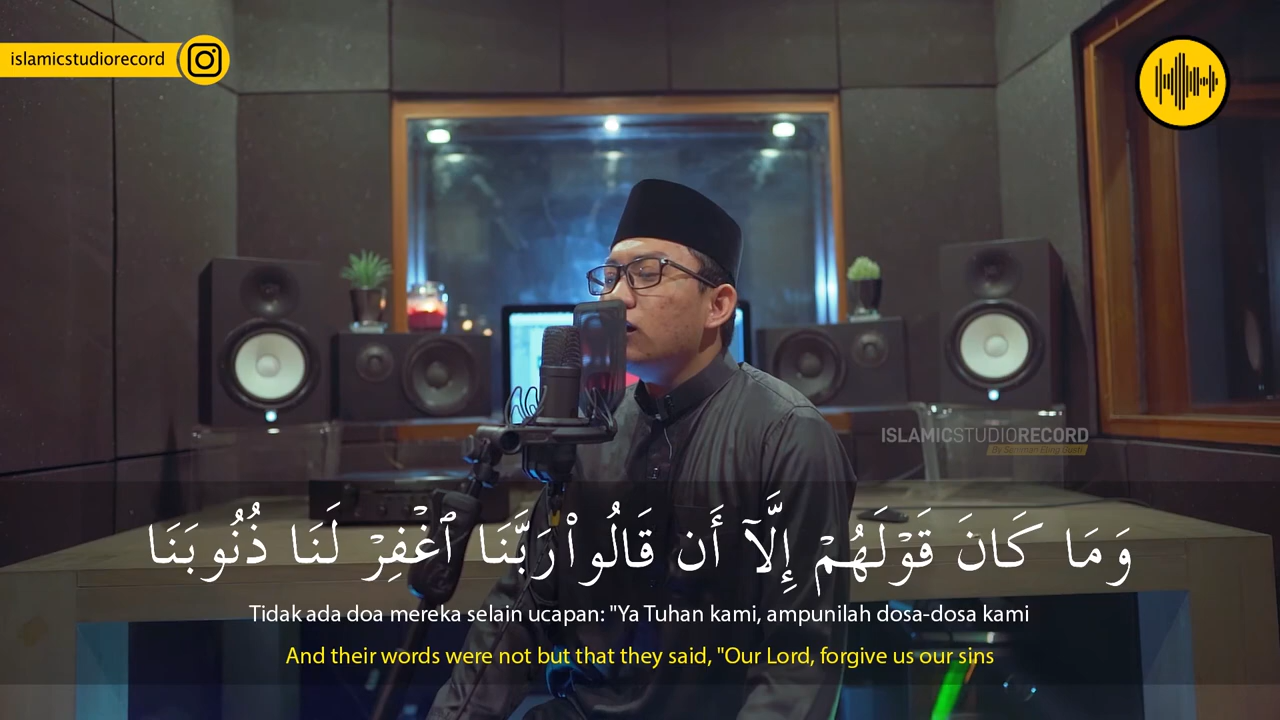 islamicstudiorecord
ISLAMICSTUDIORECORD
وَمَا كَانَ قَوْلَهُمْ إِلَّآ أَن قَالُوا۟ رَبَّنَا ٱغْفِرْ لَنَا ذُنُوبَنَا
Tidak ada doa mereka selain ucapan: "Ya Tuhan kami, ampunilah dosa-dosa kami
And their words were not but that they said, "Our Lord, forgive us our sins